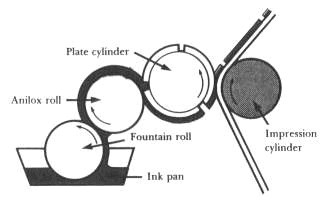 Plate cylinder
Anilox roll
Fountain roll
Impression
cylinder
Ink pan